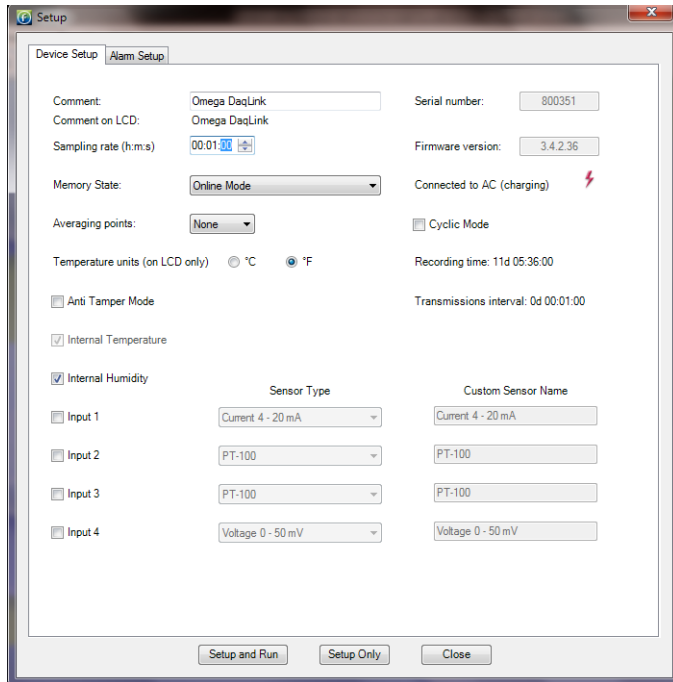 Setup
Device Setup Alarm Setup
Comment: Omega DaqLink Serial number: 800351
Comment on LCD: Omega DaqLink
Sampling rate (h:m:s) 00:01:00 Firmware version: 3.4.2.36
Memory State: Online Mode Connected to AC (charging)
Averaging points: None Cyclic Mode
Temperature units (on LCD only) °C °F Recording time: 11d 05:36:00
Anti Tamper Mode Transmissions interval: 0d 00:01:00
Internal Temperature
Internal Humidity
Sensor Type Custom Sensor Name
Input 1 Current 4 - 20 mA Current 4 - 20 mA
Input 2 PT-100 PT-100
Input 3 PT-100 PT-100
Input 4 Voltage 0 - 50 mV Voltage 0 - 50 mV
Setup and Run Setup Only Close